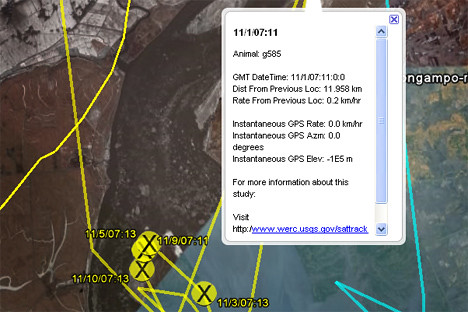 11/1/07:11
Animal: g585
GMT DateTime: 11/1/07:11:0:0
Dist From Previous Loc: 11.958 km
Rate From Previous Loc: 0.2 km/hr
Instantaneous GPS Rate: 0.0 km/hr
Instantaneous GPS Azm: 0.0
degrees
Instantaneous GPS Elev: -1E5 m
For more information about this
study:
Visit
http:/www.werc.usgs.gov/sattrack
ongampo-r
11/5/07:13
11/9/07:11
11/10/07:13
11/3/07:13